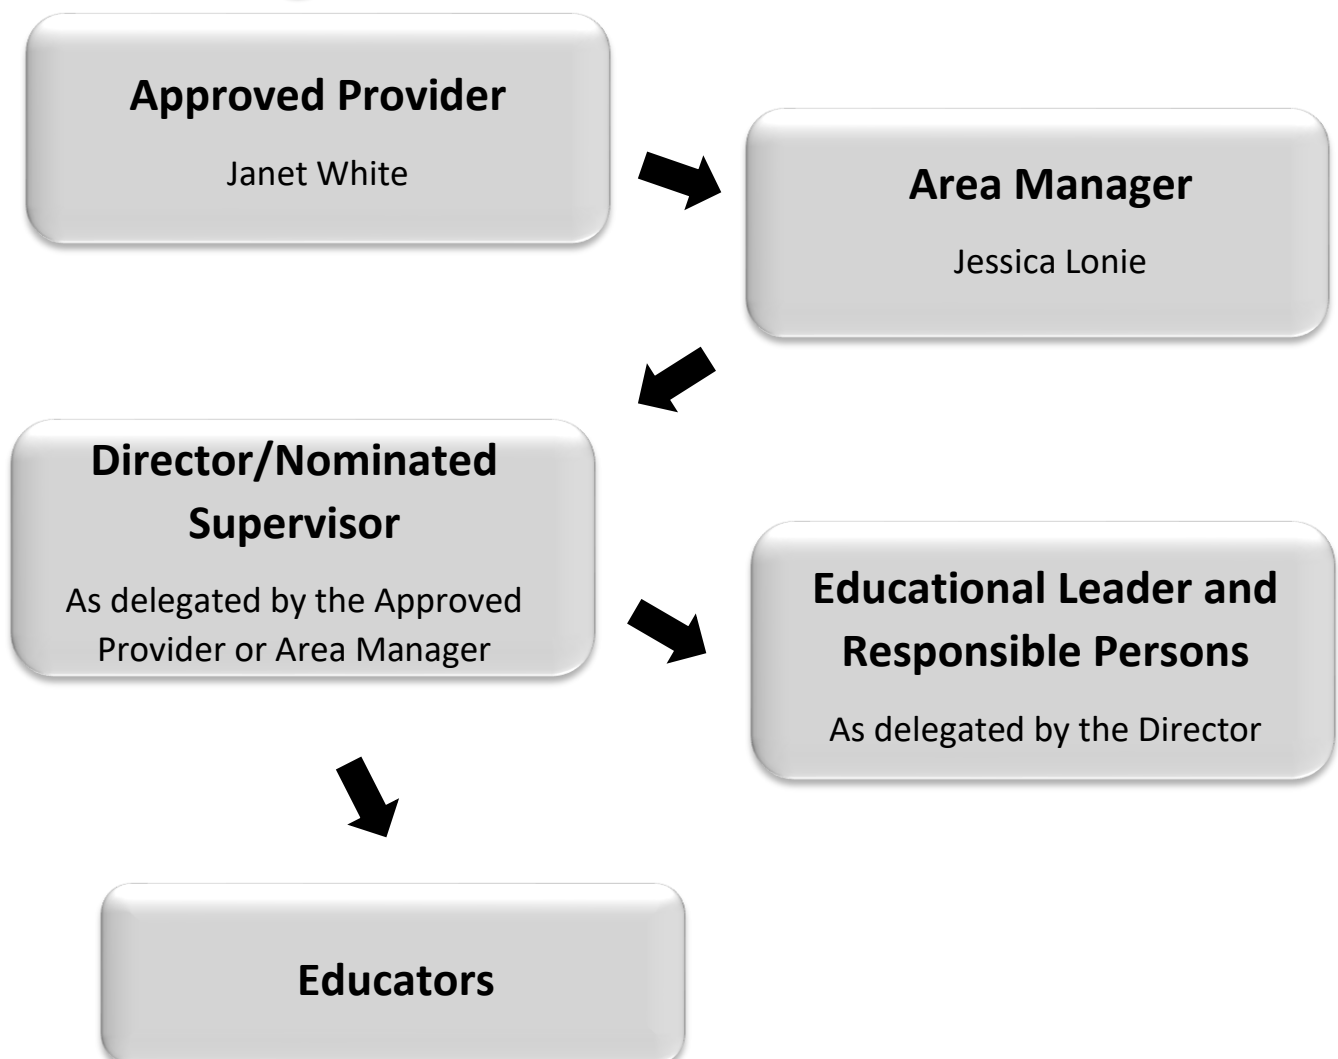 Approved Provider
Janet White
Area Manager
Jessica Lonie
Director/Nominated
Supervisor
As delegated by the Approved
Provider or Area Manager
Educational Leader and
Responsible Persons
As delegated by the Director
Educators